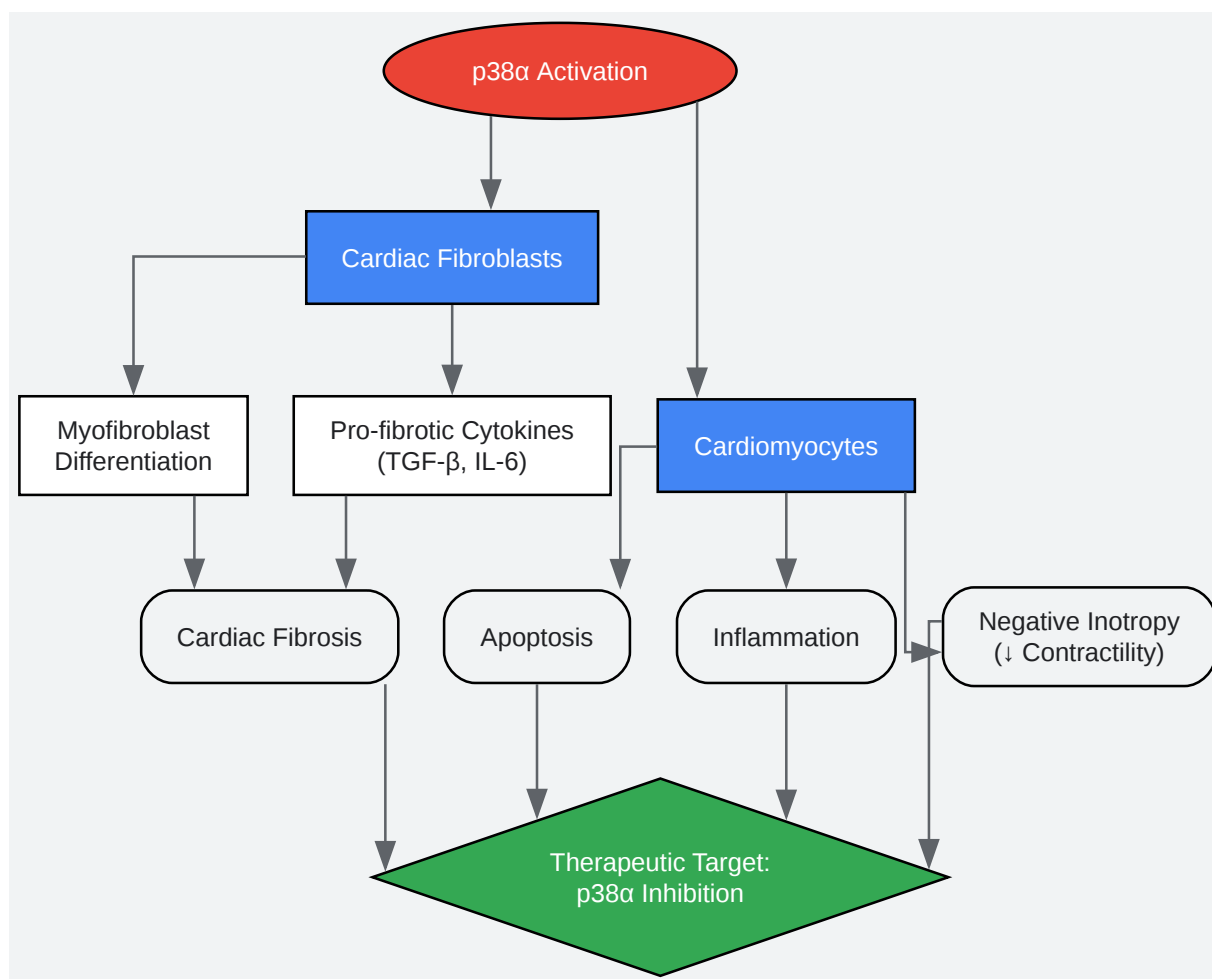 p38α Activation
Cardiac Fibroblasts
Myofibroblast
Differentiation
Pro-fibrotic Cytokines
(TGF-β, IL-6)
Cardiomyocytes
Cardiac Fibrosis
Apoptosis
Inflammation
Negative Inotropy
(↓ Contractility)
Therapeutic Target:
p38α Inhibition